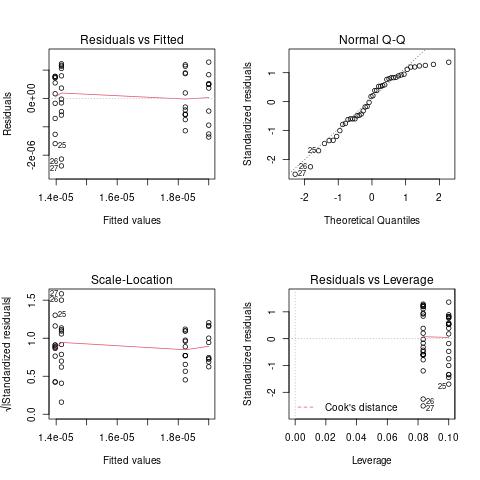 Residuals vs Fitted
Residuals
0e+00
-2e-06
25
26
27
1.4e-05 1.6e-05 1.8e-05
Fitted values
Normal Q-Q
Standardized residuals
1
0
-1
-2
25
26
27
-2 -1 0 1 2
Theoretical Quantiles
Scale-Location
√|Standardized residuals|
1.5
1.0
0.5
0.0
27
26
25
1.4e-05 1.6e-05 1.8e-05
Fitted values
Residuals vs Leverage
Standardized residuals
1
0
-1
-2
25
26
27
Cook's distance
0.00 0.02 0.04 0.06 0.08 0.10
Leverage